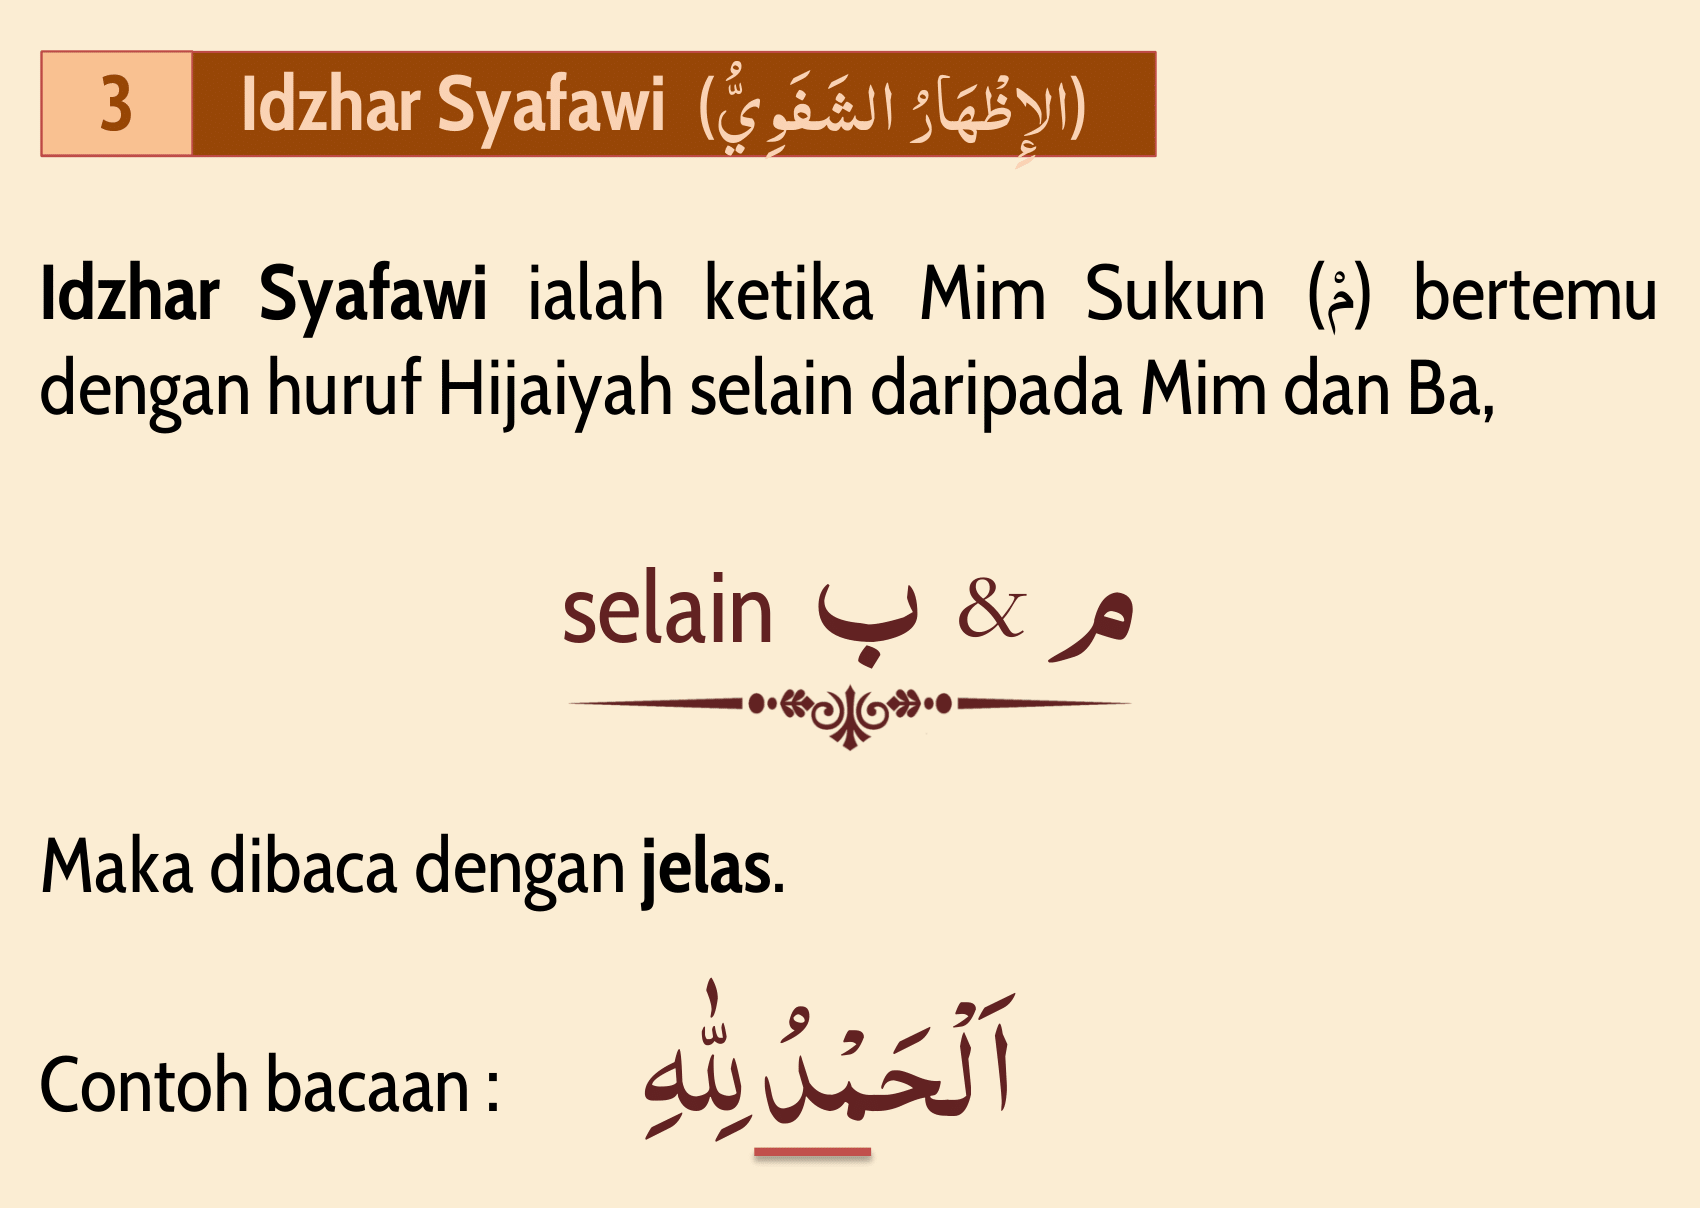 3 Idzhar Syafawi (الإِظْهَارُ الشَفَوِيُّ)
Idzhar Syafawi ialah ketika Mim Sukun (مْ) bertemu
dengan huruf Hijaiyah selain daripada Mim dan Ba,
selain ب & م
Maka dibaca dengan jelas.
Contoh bacaan : اَلْحَمْدُ لِلّٰهِ